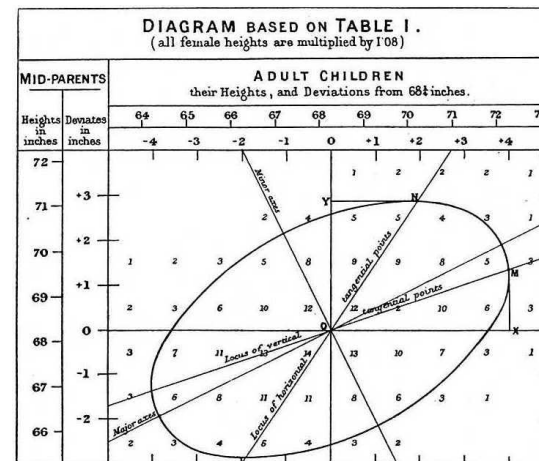 DIAGRAM BASED ON TABLE I.
(all female heights are multiplied by 1·08)
MID-PARENTS
ADULT CHILDREN
their Heights, and Deviations from 68¼ inches.
Heights in inches
Deviates in inches
64 65 66 67 68 69 70 71 72
-4 -3 -2 -1 0 +1 +2 +3 +4
72
1 2 2 2 1
+3
71
Y N
2 4 5 5 4 3 1
+2
70
1 2 3 5 8 9 9 8 5 3
M
+1
69
2 3 6 10 12 12 2 10 6 3
0
O X
68
3 7 11 13 14 13 10 7 3 1
-1
67
3 6 8 11 11 8 6 3 1
-2
66
2 3 4 5 4 3 2
Minor axes
tangential points
tangential points
Locus of vertical
Major axes
Locus of horizontal